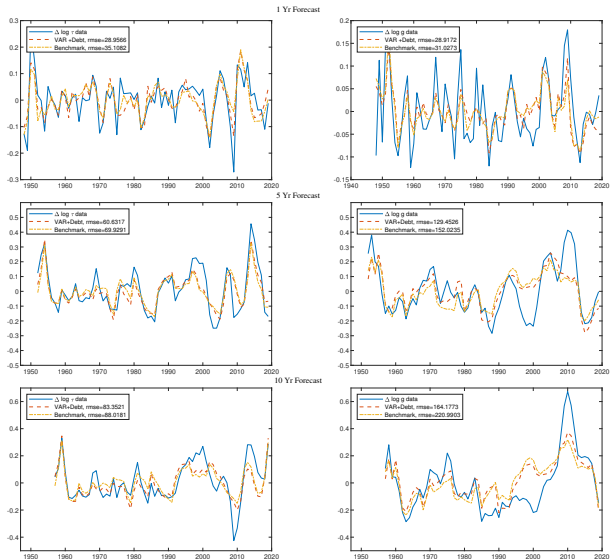 1 Yr Forecast
Δ log τ data
VAR +Debt, rmse=28.9566
Benchmark, rmse=35.1082
0.3
0.2
0.1
0
-0.1
-0.2
-0.3
1950 1960 1970 1980 1990 2000 2010 2020
Δ log g data
VAR +Debt, rmse=28.9172
Benchmark, rmse=31.0273
0.2
0.15
0.1
0.05
0
-0.05
-0.1
-0.15
1940 1950 1960 1970 1980 1990 2000 2010 2020
5 Yr Forecast
Δ log τ data
VAR+Debt, rmse=60.6317
Benchmark, rmse=69.9291
0.5
0.4
0.3
0.2
0.1
0
-0.1
-0.2
-0.3
-0.4
-0.5
1950 1960 1970 1980 1990 2000 2010 2020
Δ log g data
VAR+Debt, rmse=129.4526
Benchmark, rmse=152.0235
0.6
0.5
0.4
0.3
0.2
0.1
0
-0.1
-0.2
-0.3
-0.4
-0.5
1950 1960 1970 1980 1990 2000 2010 2020
10 Yr Forecast
Δ log τ data
VAR+Debt, rmse=83.3521
Benchmark, rmse=88.0181
0.6
0.4
0.2
0
-0.2
-0.4
1950 1960 1970 1980 1990 2000 2010 2020
Δ log g data
VAR+Debt, rmse=164.1773
Benchmark, rmse=220.9903
0.6
0.4
0.2
0
-0.2
-0.4
1950 1960 1970 1980 1990 2000 2010 2020